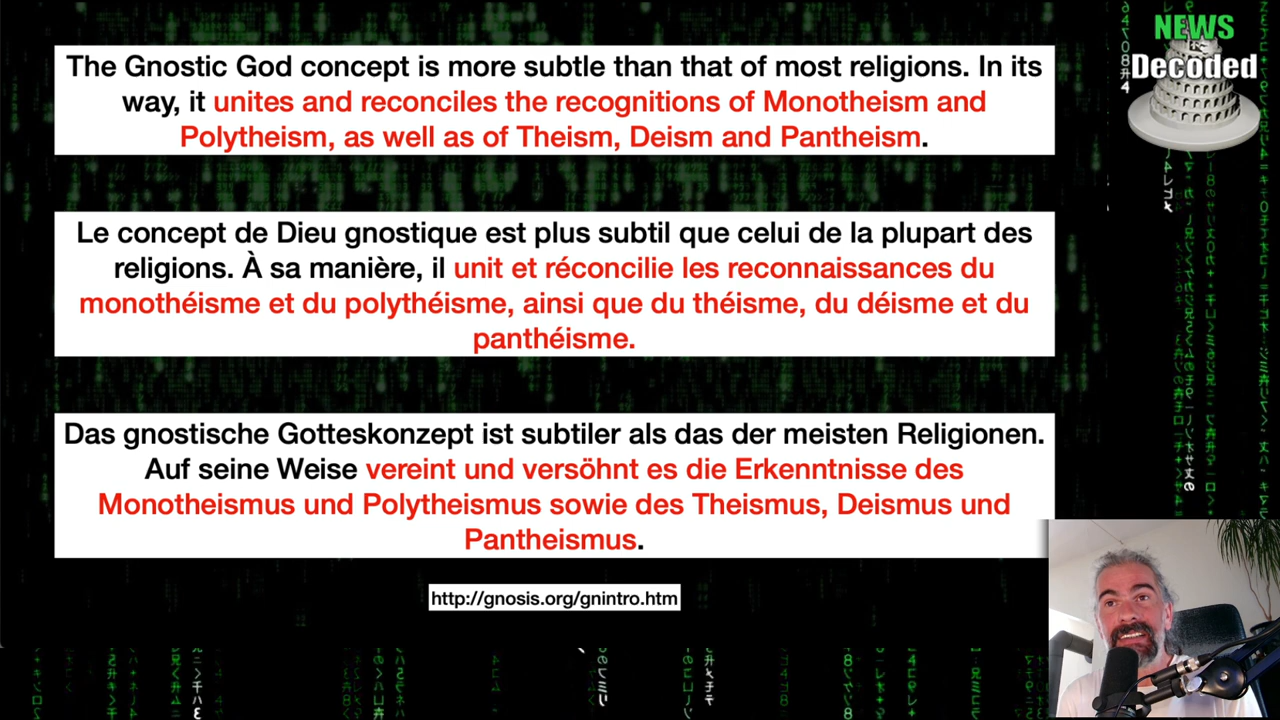 NEWS
Decoded
The Gnostic God concept is more subtle than that of most religions. In its
way, it unites and reconciles the recognitions of Monotheism and
Polytheism, as well as of Theism, Deism and Pantheism.
Le concept de Dieu gnostique est plus subtil que celui de la plupart des
religions. À sa manière, il unit et réconcilie les reconnaissances du
monothéisme et du polythéisme, ainsi que du théisme, du déisme et du
panthéisme.
Das gnostische Gotteskonzept ist subtiler als das der meisten Religionen.
Auf seine Weise vereint und versöhnt es die Erkenntnisse des
Monotheismus und Polytheismus sowie des Theismus, Deismus und
Pantheismus.
http://gnosis.org/gnintro.htm